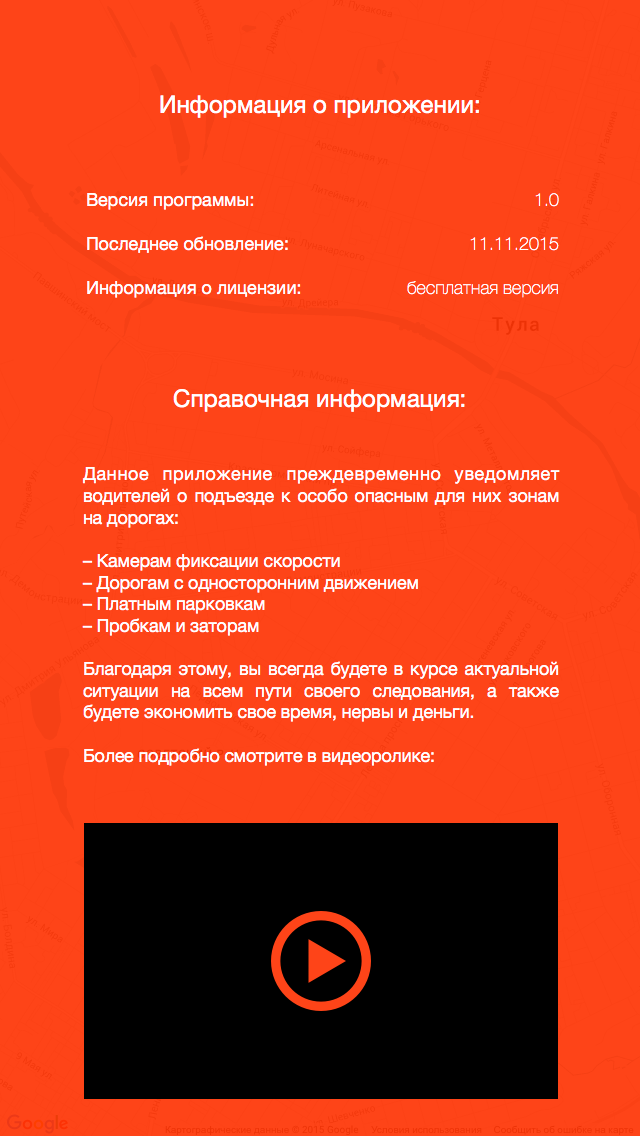 Информация о приложении:
Версия программы: 1.0
Последнее обновление: 11.11.2015
Информация о лицензии: бесплатная версия
Тула
Справочная информация:
Данное приложение преждевременно уведомляет
водителей о подъезде к особо опасным для них зонам
на дорогах:
– Камерам фиксации скорости
– Дорогам с односторонним движением
– Платным парковкам
– Пробкам и заторам
Благодаря этому, вы всегда будете в курсе актуальной
ситуации на всем пути своего следования, а также
будете экономить свое время, нервы и деньги.
Более подробно смотрите в видеоролике:
Google
Картографические данные © 2015 Google Условия использования Сообщить об ошибке на карте